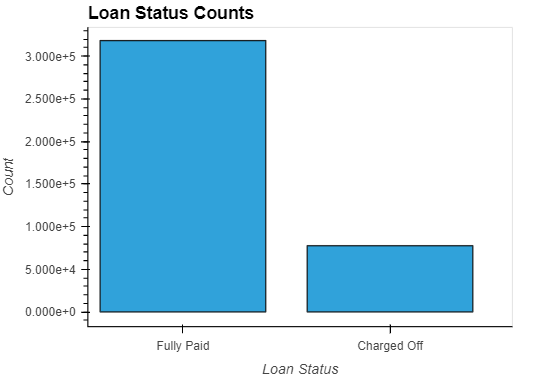 Loan Status Counts
3.000e+5
2.500e+5
2.000e+5
1.500e+5
1.000e+5
5.000e+4
0.000e+0
Count
Fully Paid
Charged Off
Loan Status